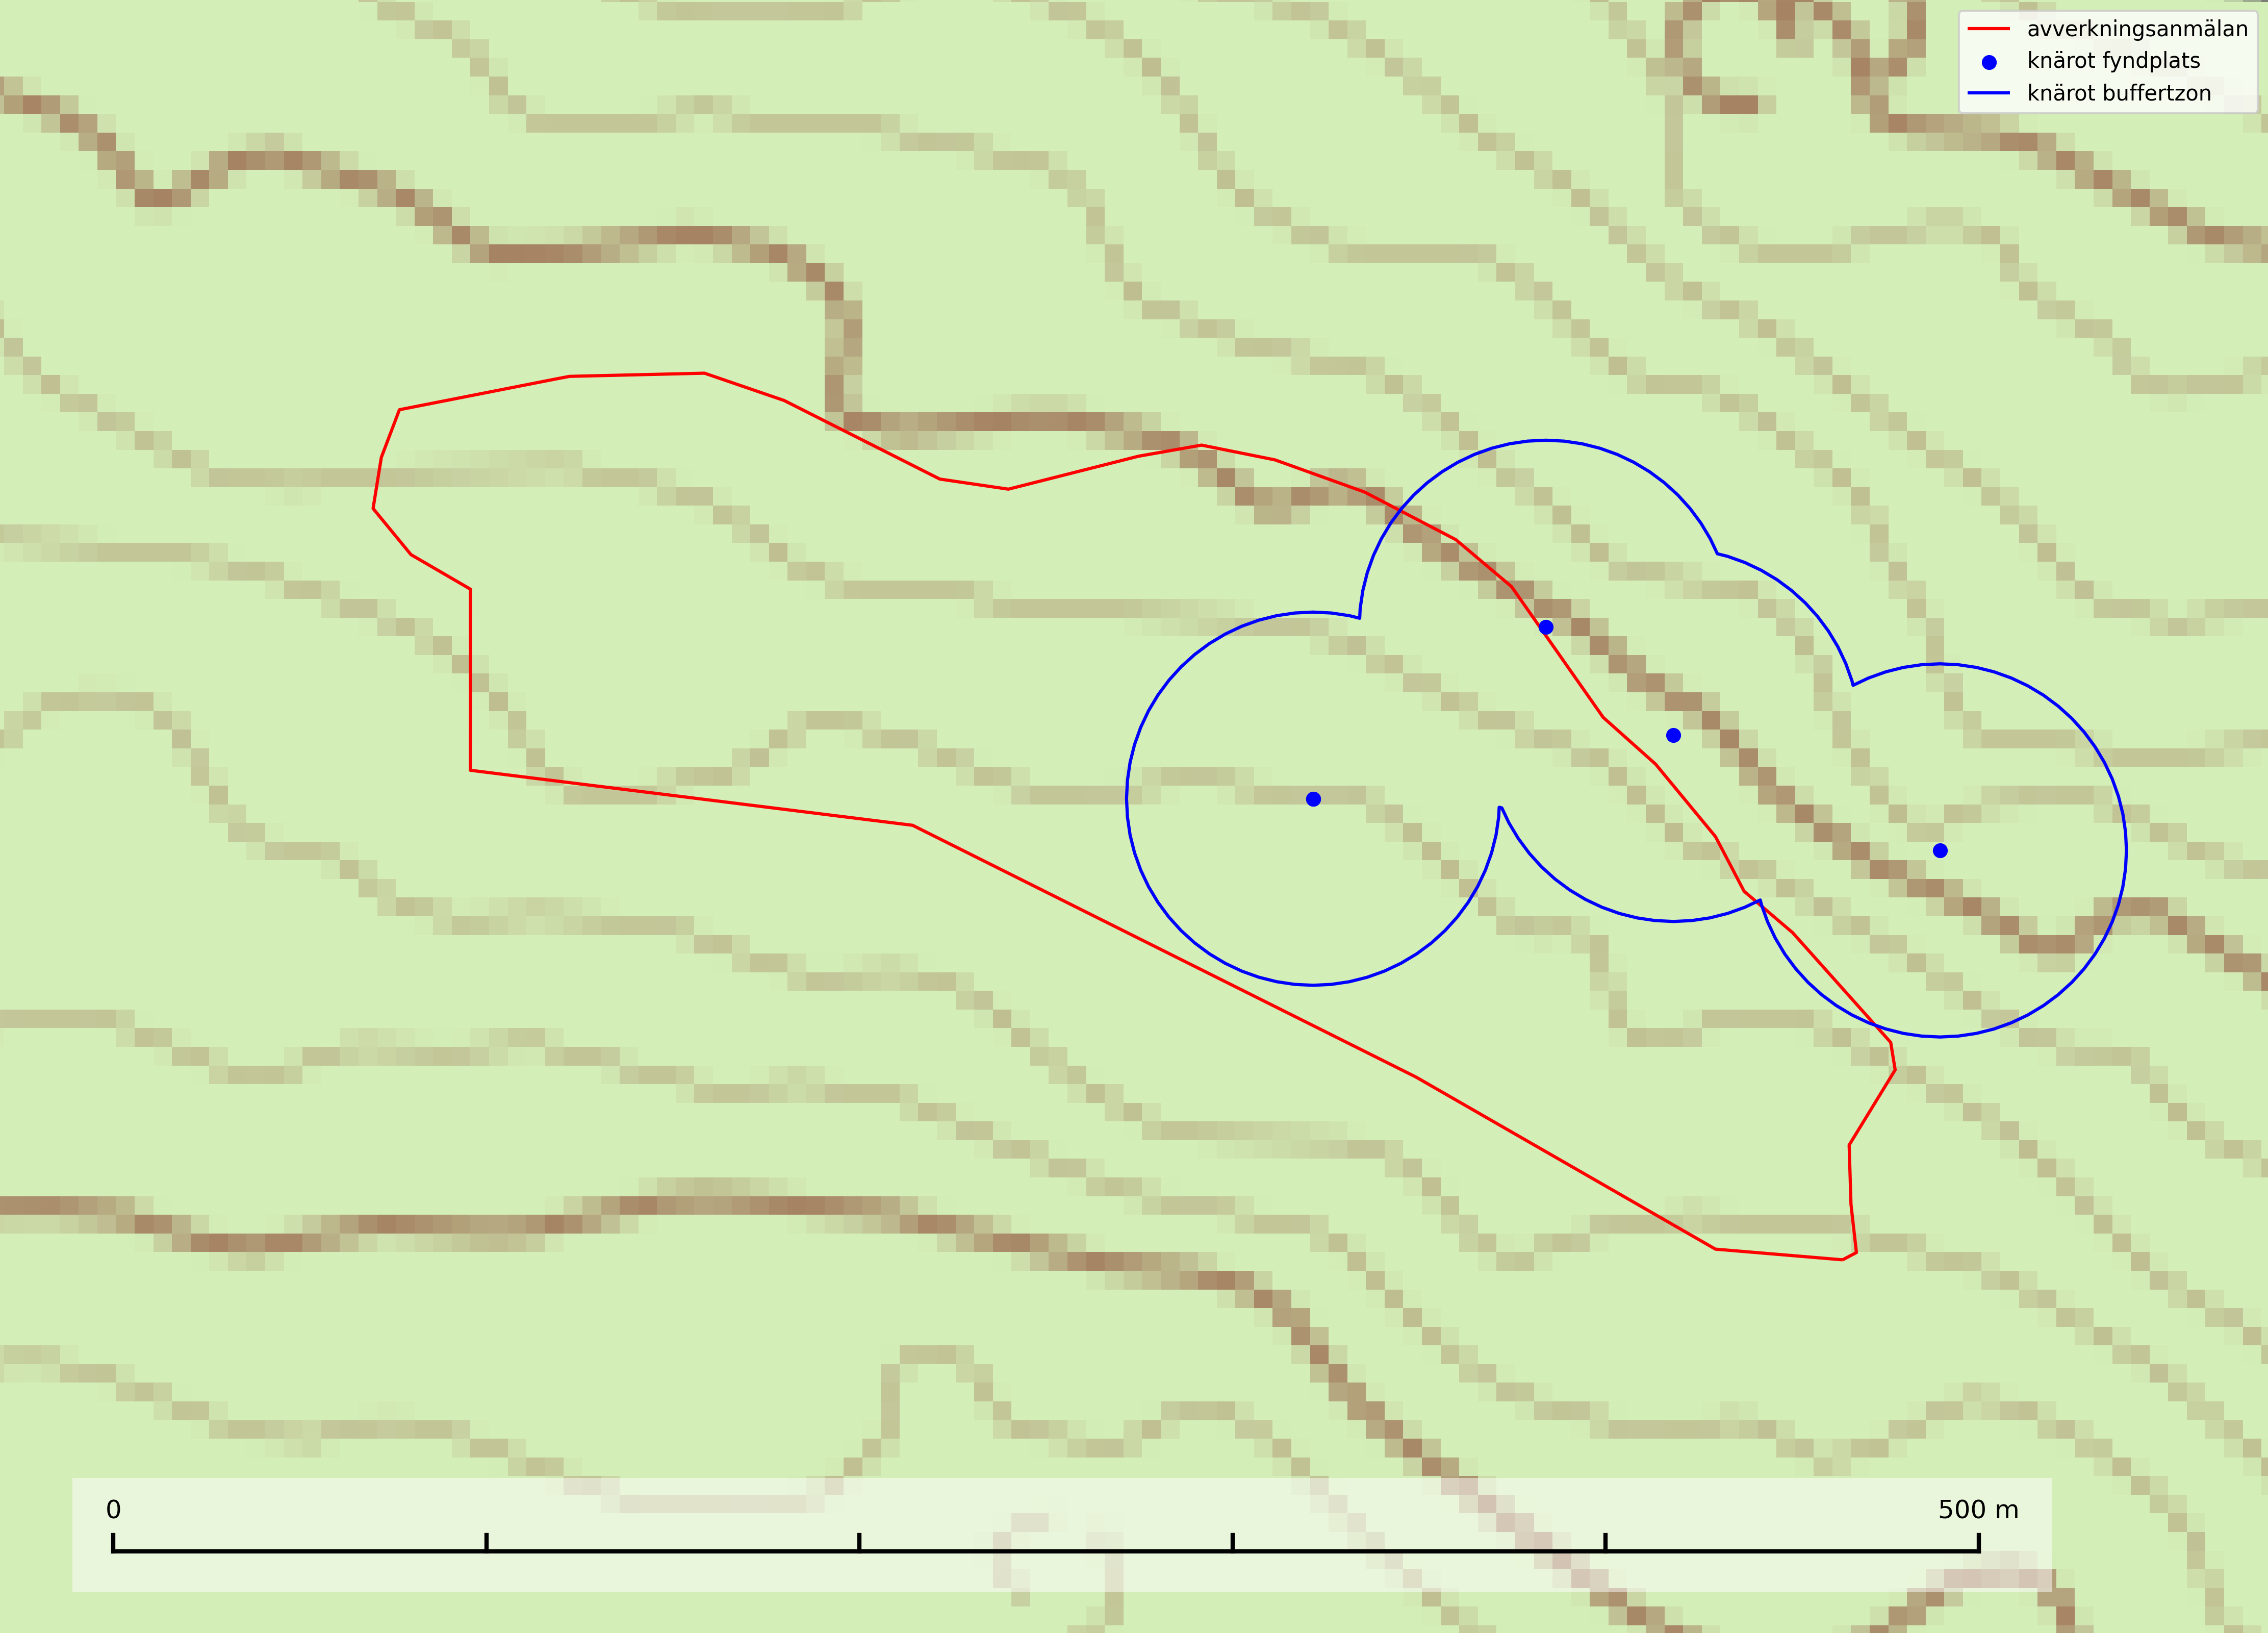 avverkningsanmälan
knärot fyndplats
knärot buffertzon
0
500 m